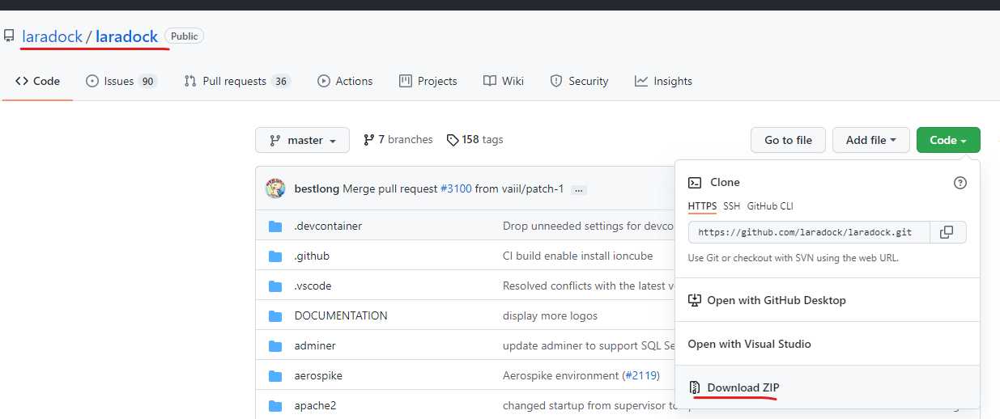 laradock / laradock Public
Code Issues 90 Pull requests 36 Actions Projects Wiki Security Insights
master 7 branches 158 tags Go to file Add file Code
bestlong Merge pull request #3100 from vaiil/patch-1 ...
Clone
HTTPS SSH GitHub CLI
https://github.com/laradock/laradock.git
Use Git or checkout with SVN using the web URL.
Open with GitHub Desktop
Open with Visual Studio
Download ZIP
.devcontainer Drop unneeded settings for devco
.github CI build enable install ioncube
.vscode Resolved conflicts with the latest v
DOCUMENTATION display more logos
adminer update adminer to support SQL Se
aerospike Aerospike environment (#2119)
apache2 changed startup from supervisor to